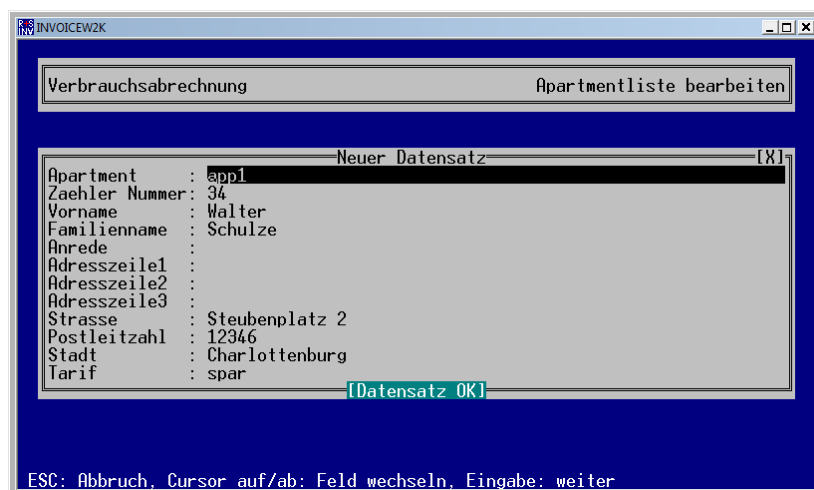 R+S INV INVOICEW2K
Verbrauchsabrechnung Apartmentliste bearbeiten
Neuer Datensatz [X]
Apartment : app1
Zaehler Nummer: 34
Vorname : Walter
Familienname : Schulze
Anrede :
Adresszeile1 :
Adresszeile2 :
Adresszeile3 :
Strasse : Steubenplatz 2
Postleitzahl : 12346
Stadt : Charlottenburg
Tarif : spar
[Datensatz OK]
ESC: Abbruch, Cursor auf/ab: Feld wechseln, Eingabe: weiter